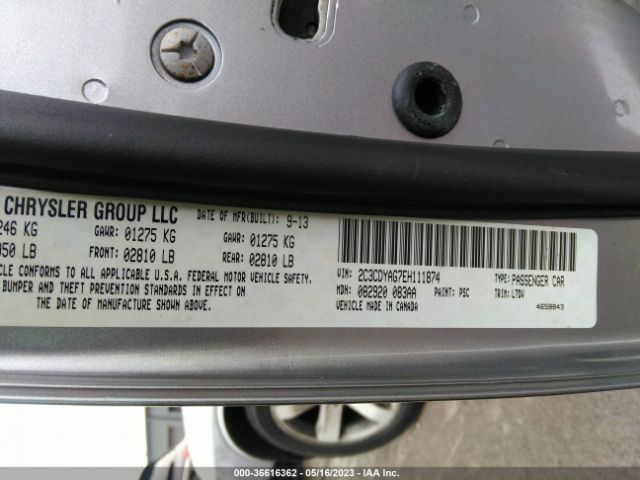 CHRYSLER GROUP LLC
DATE OF MFR(BUILT): 9-13
246 KG GAWR: 01275 KG GAWR: 01275 KG
950 LB FRONT: 02810 LB REAR: 02810 LB
CONFORMS TO ALL APPLICABLE U.S.A. FEDERAL MOTOR VEHICLE SAFETY,
BUMPER AND THEFT PREVENTION STANDARDS IN EFFECT ON
THE DATE OF MANUFACTURE SHOWN ABOVE.
VIN: 2C3CDYAG7EH111874 TYPE: PASSENGER CAR
MDH: 082920 083AA PAINT: PSC TRIM: L7DV
VEHICLE MADE IN CANADA 4658843
000-36616362 - 05/16/2023 - IAA Inc.